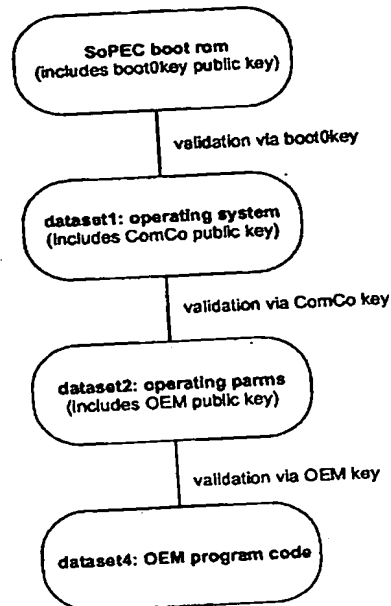 SoPEC boot rom
(includes boot0key public key)
validation via boot0key
dataset1: operating system
(includes ComCo public key)
validation via ComCo key
dataset2: operating parms
(includes OEM public key)
validation via OEM key
dataset4: OEM program code